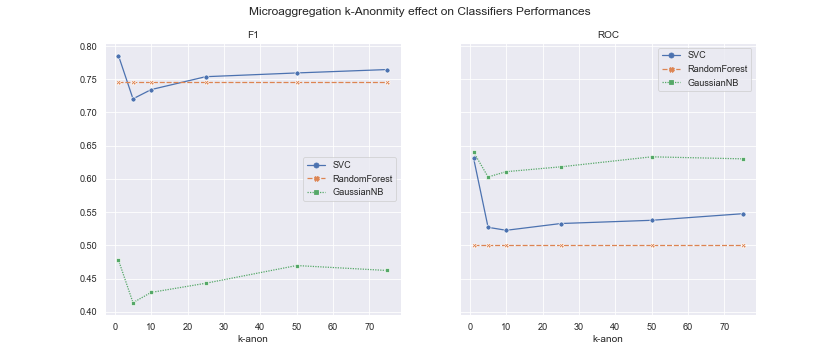 Microaggregation k-Anonmity effect on Classifiers Performances
F1
0.80
0.75
0.70
0.65
0.60
0.55
0.50
0.45
0.40
0 10 20 30 40 50 60 70
k-anon
SVC
RandomForest
GaussianNB
ROC
SVC
RandomForest
GaussianNB
0 10 20 30 40 50 60 70
k-anon